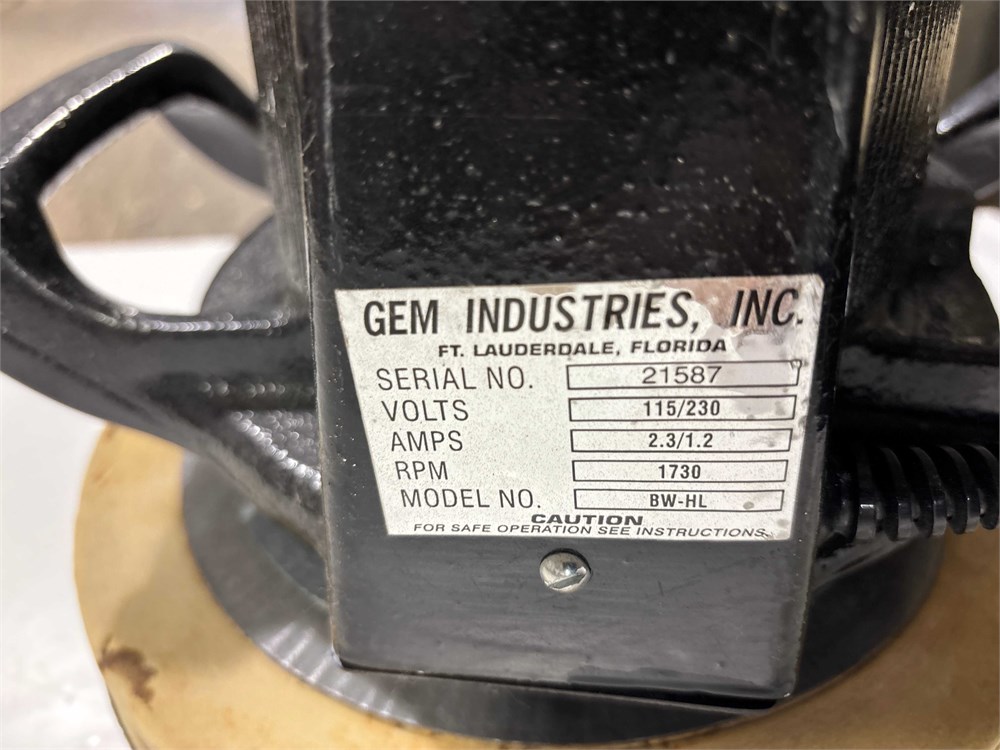 GEM INDUSTRIES, INC.
FT. LAUDERDALE, FLORIDA
SERIAL NO. 21587
VOLTS 115/230
AMPS 2.3/1.2
RPM 1730
MODEL NO. BW-HL
CAUTION
FOR SAFE OPERATION SEE INSTRUCTIONS.